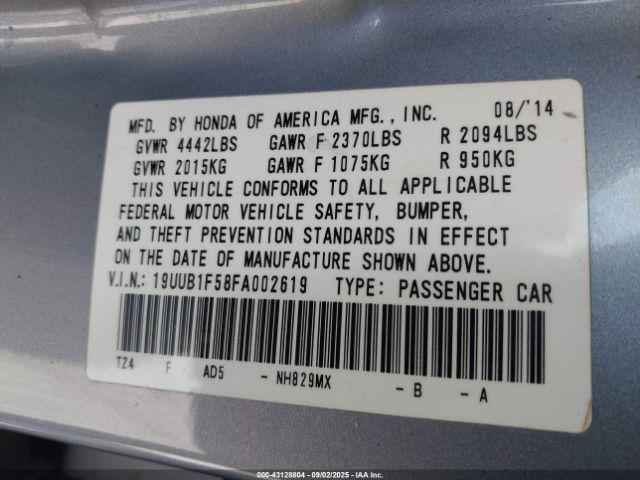 MFD. BY HONDA OF AMERICA MFG., INC. 08/'14
GVWR 4442LBS GAWR F 2370LBS R 2094LBS
GVWR 2015KG GAWR F 1075KG R 950KG
THIS VEHICLE CONFORMS TO ALL APPLICABLE
FEDERAL MOTOR VEHICLE SAFETY, BUMPER,
AND THEFT PREVENTION STANDARDS IN EFFECT
ON THE DATE OF MANUFACTURE SHOWN ABOVE.
V.I.N.: 19UUB1F58FA002619 TYPE: PASSENGER CAR
TZ4 F AD5 - NH829MX - B - A
000-43128804 - 09/02/2025 - IAA Inc.